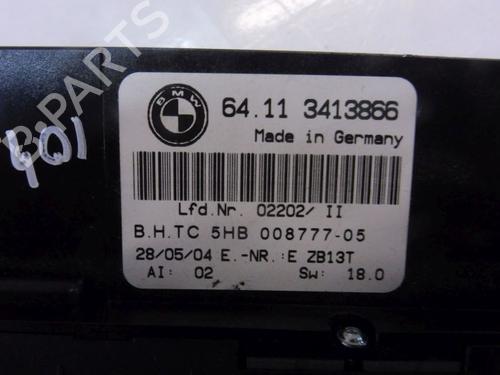 B-PARTS
401
BMW
64.11 3413866
Made in Germany
Lfd.Nr. 02202/ II
B.H.TC 5HB 008777-05
28/05/04 E.-NR.:E ZB13T
AI: 02 Sw: 18.0